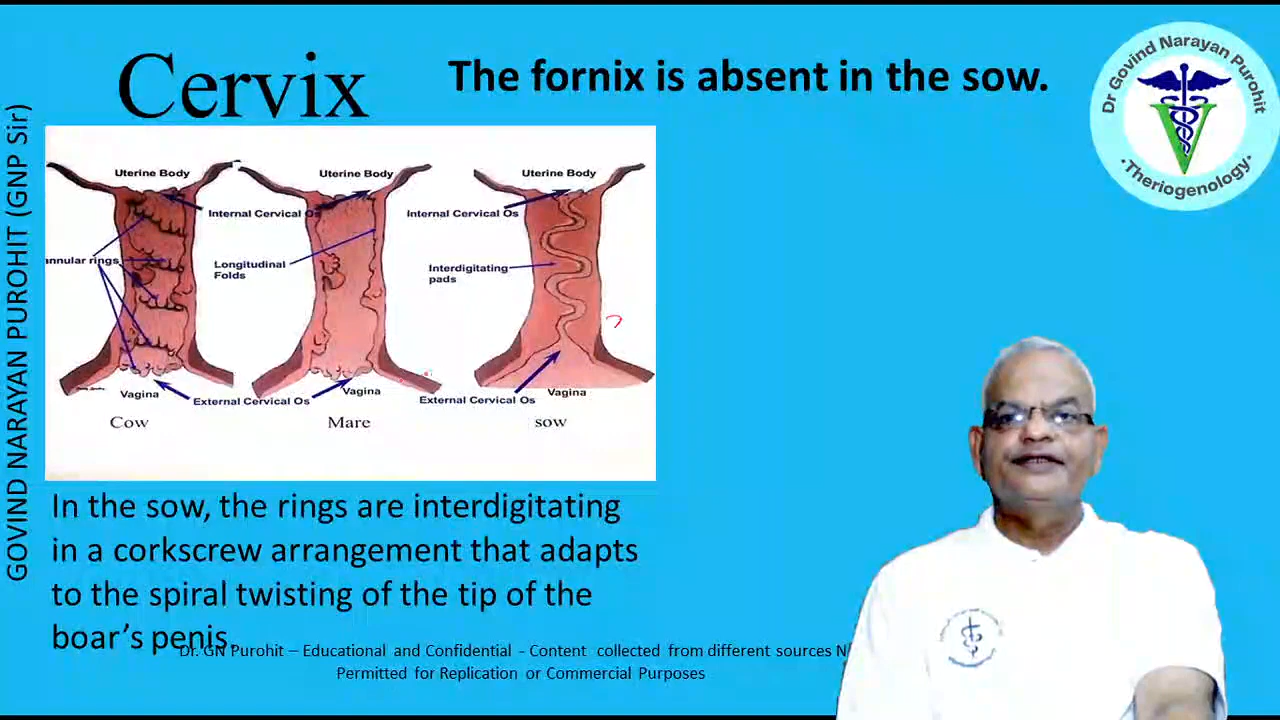 Cervix
The fornix is absent in the sow.
Dr Govind Narayan Purohit
•Theriogenology•
GOVIND NARAYAN PUROHIT (GNP Sir)
Uterine Body
Uterine Body
Uterine Body
Internal Cervical Os
Internal Cervical Os
annular rings
Longitudinal
Folds
Interdigitating
pads
Vagina
Vagina
Vagina
External Cervical Os
External Cervical Os
Cow
Mare
sow
In the sow, the rings are interdigitating
in a corkscrew arrangement that adapts
to the spiral twisting of the tip of the
boar’s penis.
Dr. GN Purohit – Educational and Confidential - Content collected from different sources N
Permitted for Replication or Commercial Purposes